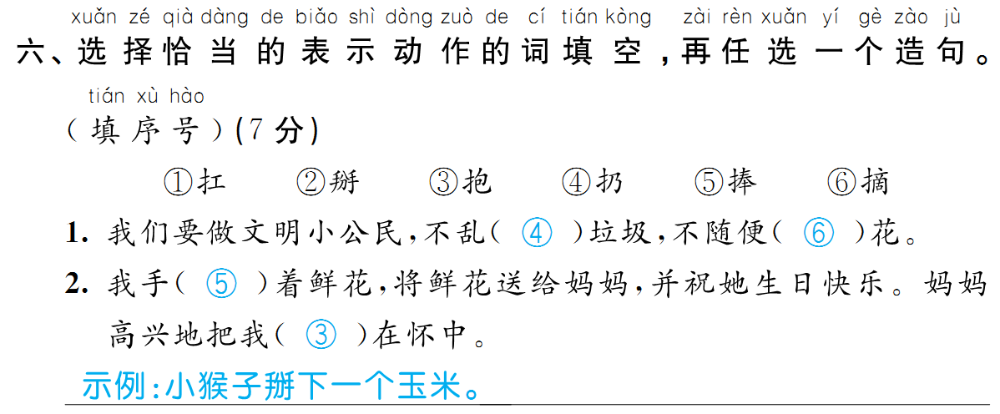 xuǎn zé qià dàng de biǎo shì dòng zuò de cí tián kòng zài rèn xuǎn yí gè zào jù
六、选择恰当的表示动作的词填空,再任选一个造句。
tián xù hào
(填序号)(7分)
①扛 ②掰 ③抱 ④扔 ⑤捧 ⑥摘
1. 我们要做文明小公民,不乱( ④ )垃圾,不随便( ⑥ )花。
2. 我手( ⑤ )着鲜花,将鲜花送给妈妈,并祝她生日快乐。妈妈
高兴地把我( ③ )在怀中。
示例:小猴子掰下一个玉米。